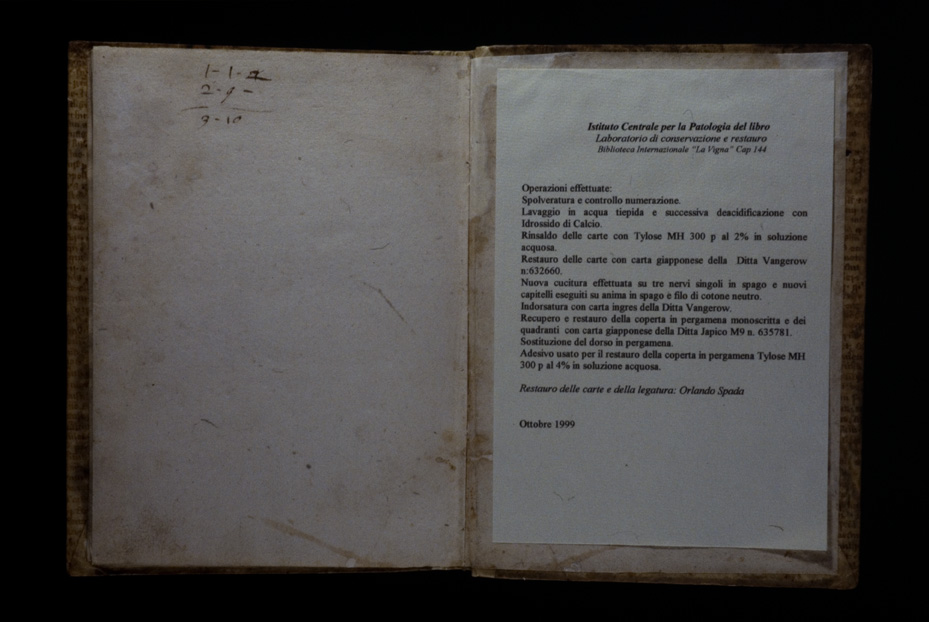 1-1-
2-9-
9-10
Istituto Centrale per la Patologia del libro
Laboratorio di conservazione e restauro
Biblioteca Internazionale "La Vigna" Cap 144
Operazioni effettuate:
Spolveratura e controllo numerazione.
Lavaggio in acqua tiepida e successiva deacidificazione con
Idrossido di Calcio.
Rinsaldo delle carte con Tylose MH 300 p al 2% in soluzione
acquosa.
Restauro delle carte con carta giapponese della Ditta Vangerow
n:632660.
Nuova cucitura effettuata su tre nervi singoli in spago e nuovi
capitelli eseguiti su anima in spago e filo di cotone neutro.
Indorsatura con carta ingres della Ditta Vangerow.
Recupero e restauro della coperta in pergamena monoscritta e dei
quadranti con carta giapponese della Ditta Japico M9 n. 635781.
Sostituzione del dorso in pergamena.
Adesivo usato per il restauro della coperta in pergamena Tylose MH
300 p al 4% in soluzione acquosa.
Restauro delle carte e della legatura: Orlando Spada
Ottobre 1999